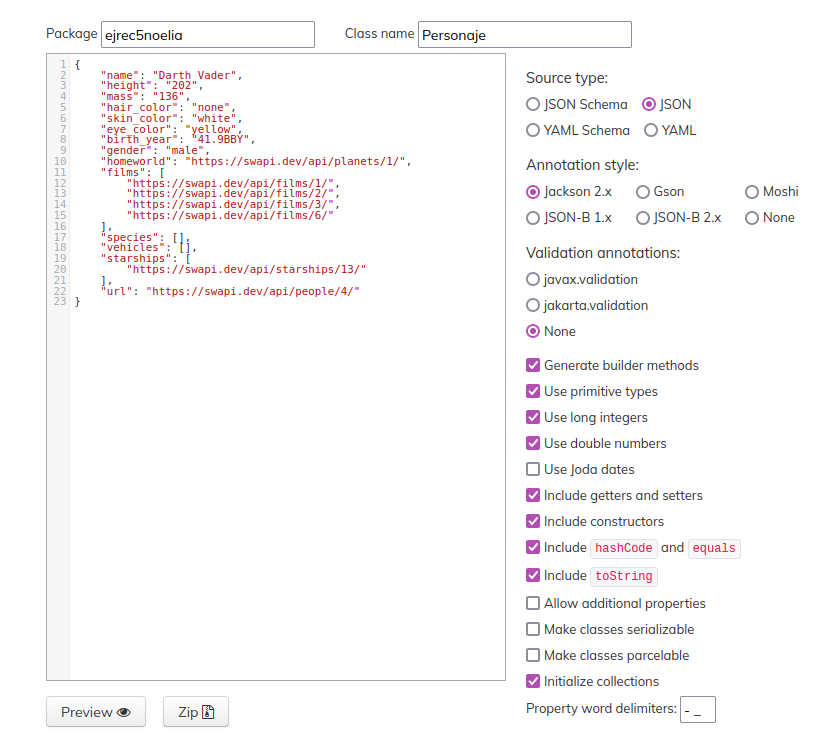 Package ejrec5noelia Class name Personaje
1 {
2 "name": "Darth Vader",
3 "height": "202",
4 "mass": "136",
5 "hair_color": "none",
6 "skin_color": "white",
7 "eye_color": "yellow",
8 "birth_year": "41.9BBY",
9 "gender": "male",
10 "homeworld": "https://swapi.dev/api/planets/1/",
11 "films": [
12 "https://swapi.dev/api/films/1/",
13 "https://swapi.dev/api/films/2/",
14 "https://swapi.dev/api/films/3/",
15 "https://swapi.dev/api/films/6/"
16 ],
17 "species": [],
18 "vehicles": [],
19 "starships": [
20 "https://swapi.dev/api/starships/13/"
21 ],
22 "url": "https://swapi.dev/api/people/4/"
23 }
Source type:
JSON Schema JSON
YAML Schema YAML
Annotation style:
Jackson 2.x Gson Moshi
JSON-B 1.x JSON-B 2.x None
Validation annotations:
javax.validation
jakarta.validation
None
Generate builder methods
Use primitive types
Use long integers
Use double numbers
Use Joda dates
Include getters and setters
Include constructors
Include hashCode and equals
Include toString
Allow additional properties
Make classes serializable
Make classes parcelable
Initialize collections
Property word delimiters: - _
Preview Zip